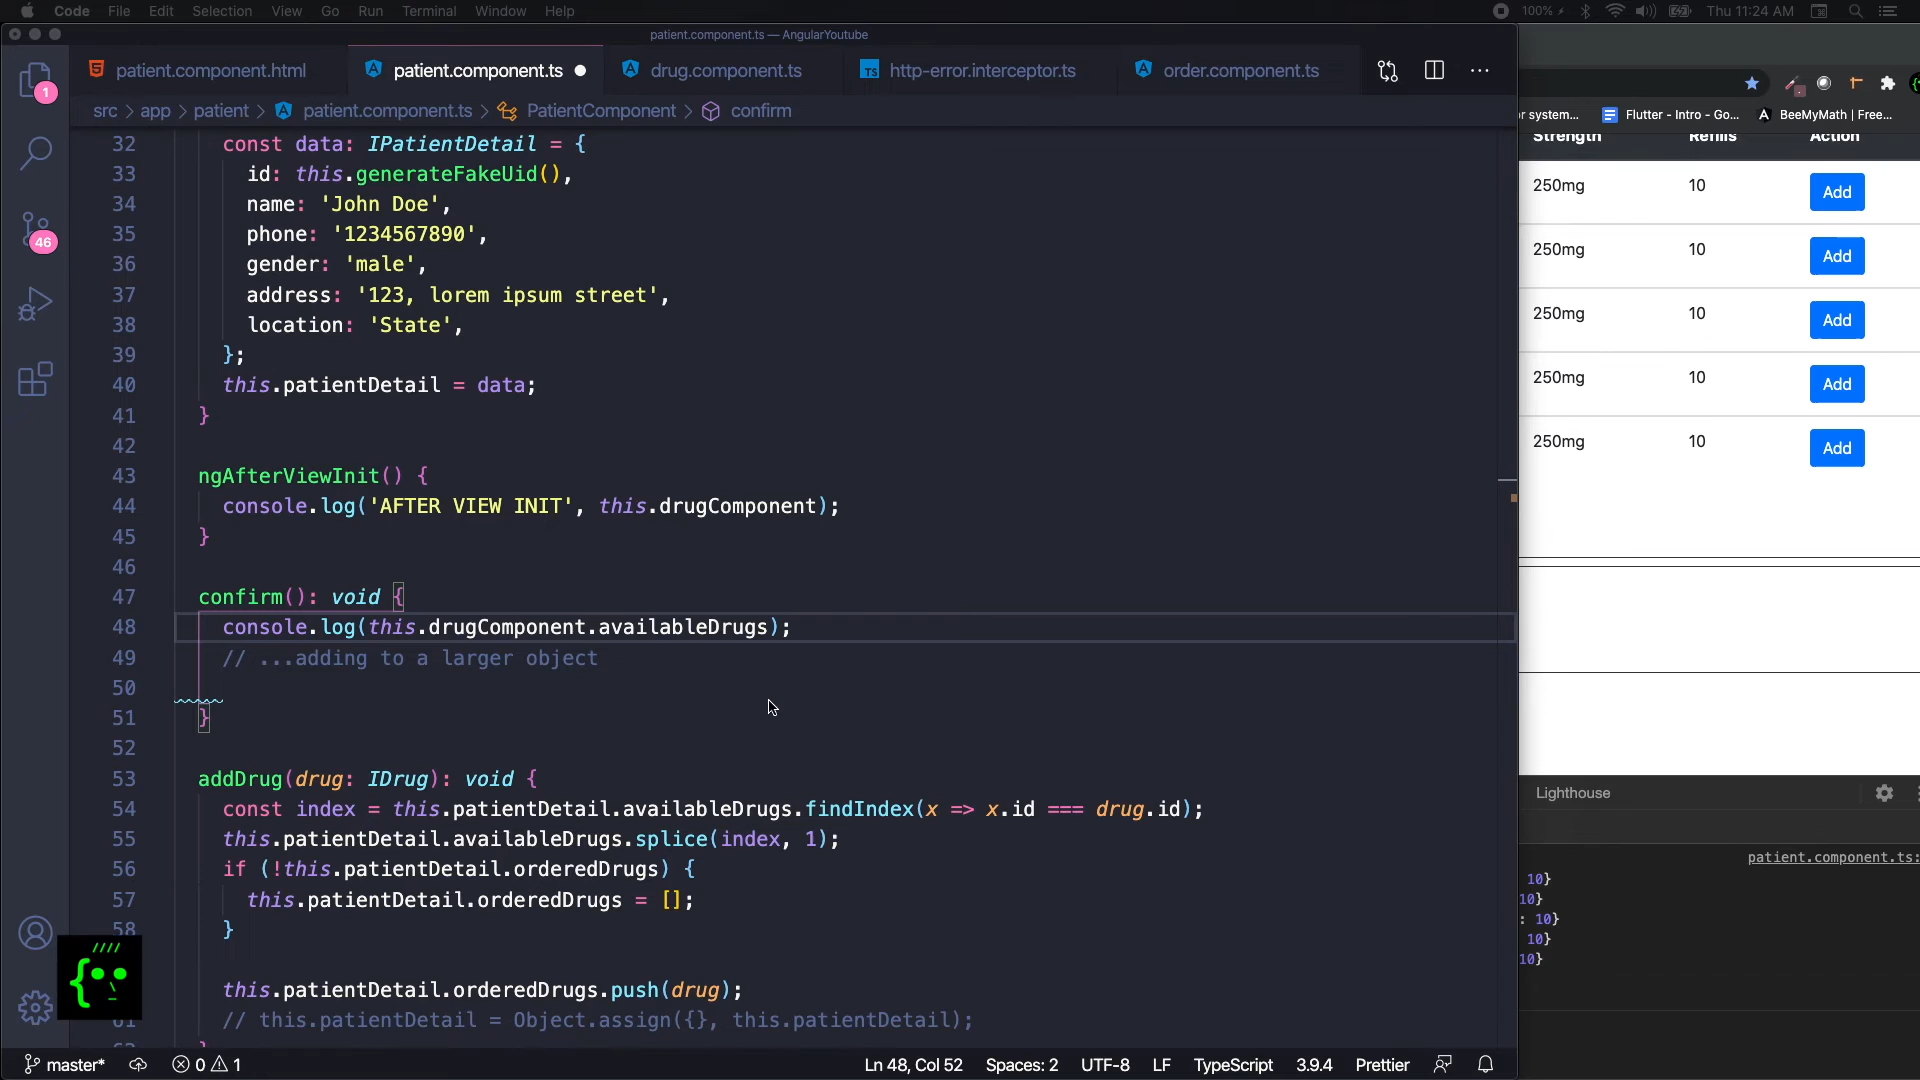 Code File Edit Selection View Go Run Terminal Window Help 100% Thu 11:24 AM
patient.component.ts — AngularYoutube
1
patient.component.html patient.component.ts drug.component.ts TS http-error.interceptor.ts order.component.ts
src > app > patient > patient.component.ts > PatientComponent > confirm
32 const data: IPatientDetail = {
33 id: this.generateFakeUid(),
34 name: 'John Doe',
35 phone: '1234567890',
46
36 gender: 'male',
37 address: '123, lorem ipsum street',
38 location: 'State',
39 };
40 this.patientDetail = data;
41 }
42
43 ngAfterViewInit() {
44 console.log('AFTER VIEW INIT', this.drugComponent);
45 }
46
47 confirm(): void {
48 console.log(this.drugComponent.availableDrugs);
49 // ...adding to a larger object
50
51 }
52
53 addDrug(drug: IDrug): void {
54 const index = this.patientDetail.availableDrugs.findIndex(x => x.id === drug.id);
55 this.patientDetail.availableDrugs.splice(index, 1);
56 if (!this.patientDetail.orderedDrugs) {
57 this.patientDetail.orderedDrugs = [];
58 }
this.patientDetail.orderedDrugs.push(drug);
// this.patientDetail = Object.assign({}, this.patientDetail);
master* 0 1 Ln 48, Col 52 Spaces: 2 UTF-8 LF TypeScript 3.9.4 Prettier
r system... Flutter - Intro - Go... BeeMyMath | Free...
Strength Refills Action
250mg 10 Add
250mg 10 Add
250mg 10 Add
250mg 10 Add
250mg 10 Add
Lighthouse
patient.component.ts:
10}
10}
: 10}
10}
10}